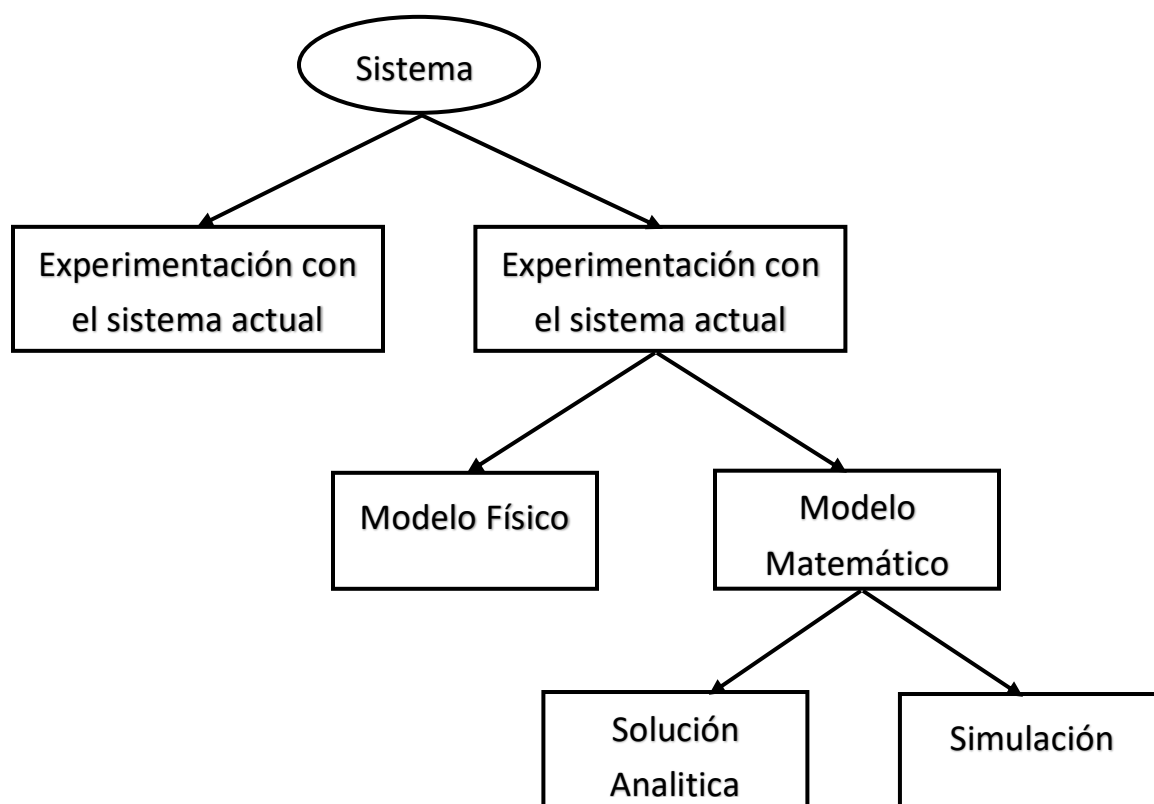 Sistema
Experimentación con
el sistema actual
Experimentación con
el sistema actual
Modelo Físico
Modelo
Matemático
Solución
Analitica
Simulación